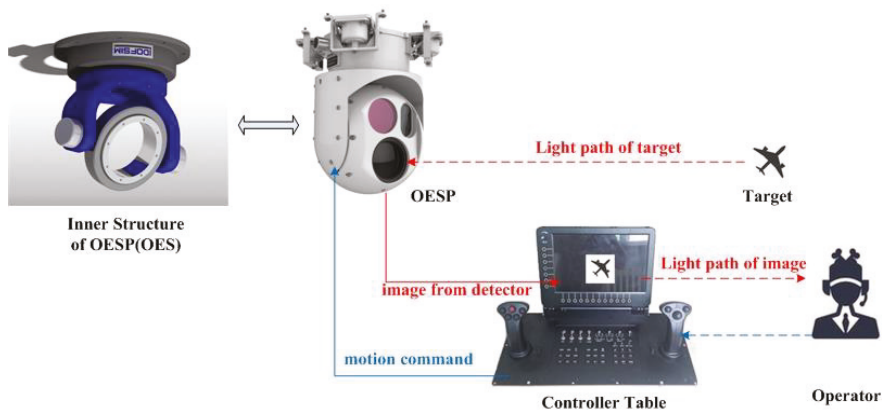 IDOFSIM
Light path of target
OESP
Target
Inner Structure
of OESP(OES)
Light path of image
image from detector
motion command
Controller Table
Operator